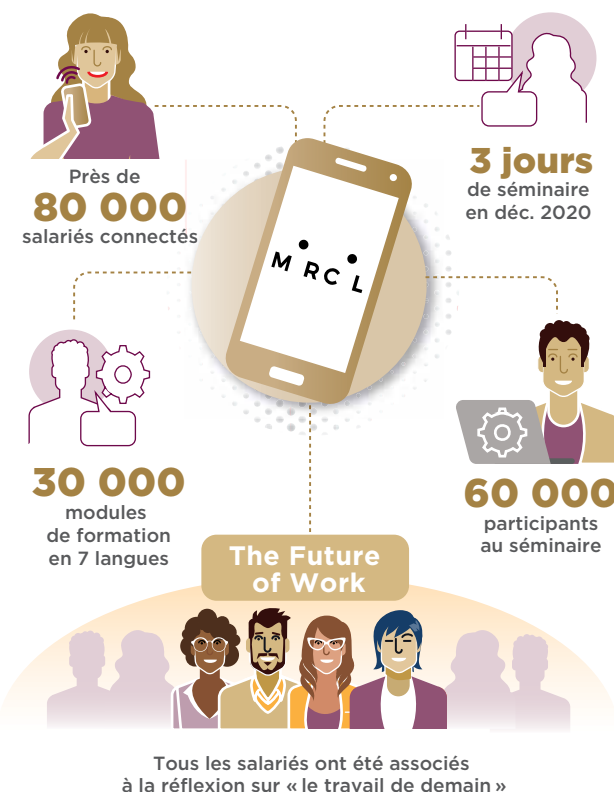 Près de
80 000
salariés connectés
3 jours
de séminaire
en déc. 2020
M RC L
30 000
modules
de formation
en 7 langues
60 000
participants
au séminaire
The Future
of Work
Tous les salariés ont été associés
à la réflexion sur « le travail de demain »